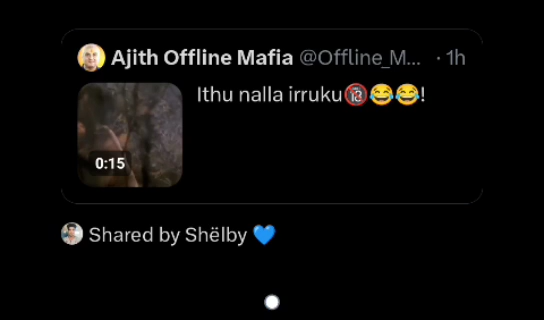 Ajith Offline Mafia @Offline_M... · 1h
Ithu nalla irruku🔞😂😂!
0:15
Shared by Shëlby 💙